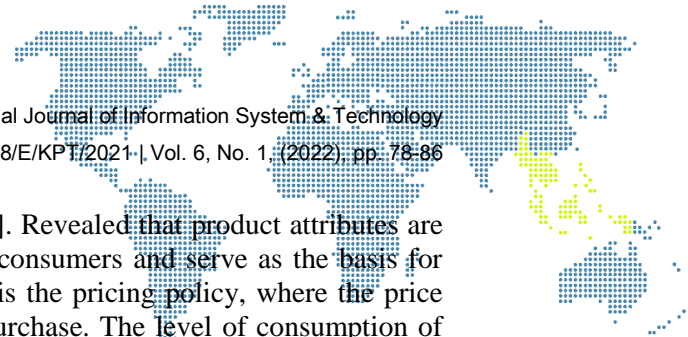 al Journal of Information System & Technology
8/E/KPT/2021 | Vol. 6, No. 1, (2022), pp. 78-86
]. Revealed that product attributes are
consumers and serve as the basis for
is the pricing policy, where the price
urchase. The level of consumption of